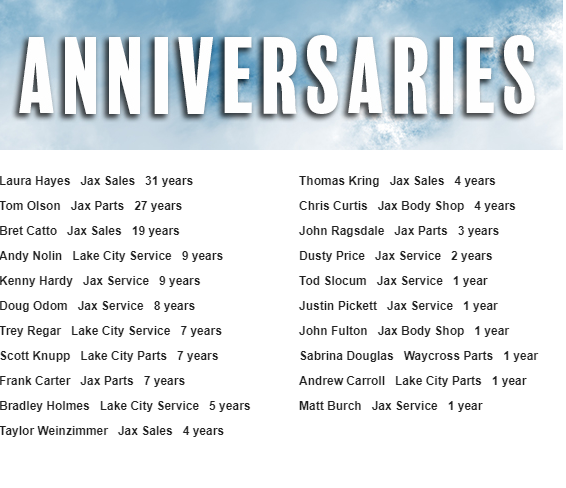 ANNIVERSARIES
Laura Hayes Jax Sales 31 years
Tom Olson Jax Parts 27 years
Bret Catto Jax Sales 19 years
Andy Nolin Lake City Service 9 years
Kenny Hardy Jax Service 9 years
Doug Odom Jax Service 8 years
Trey Regar Lake City Service 7 years
Scott Knupp Lake City Parts 7 years
Frank Carter Jax Parts 7 years
Bradley Holmes Lake City Service 5 years
Taylor Weinzimmer Jax Sales 4 years
Thomas Kring Jax Sales 4 years
Chris Curtis Jax Body Shop 4 years
John Ragsdale Jax Parts 3 years
Dusty Price Jax Service 2 years
Tod Slocum Jax Service 1 year
Justin Pickett Jax Service 1 year
John Fulton Jax Body Shop 1 year
Sabrina Douglas Waycross Parts 1 year
Andrew Carroll Lake City Parts 1 year
Matt Burch Jax Service 1 year